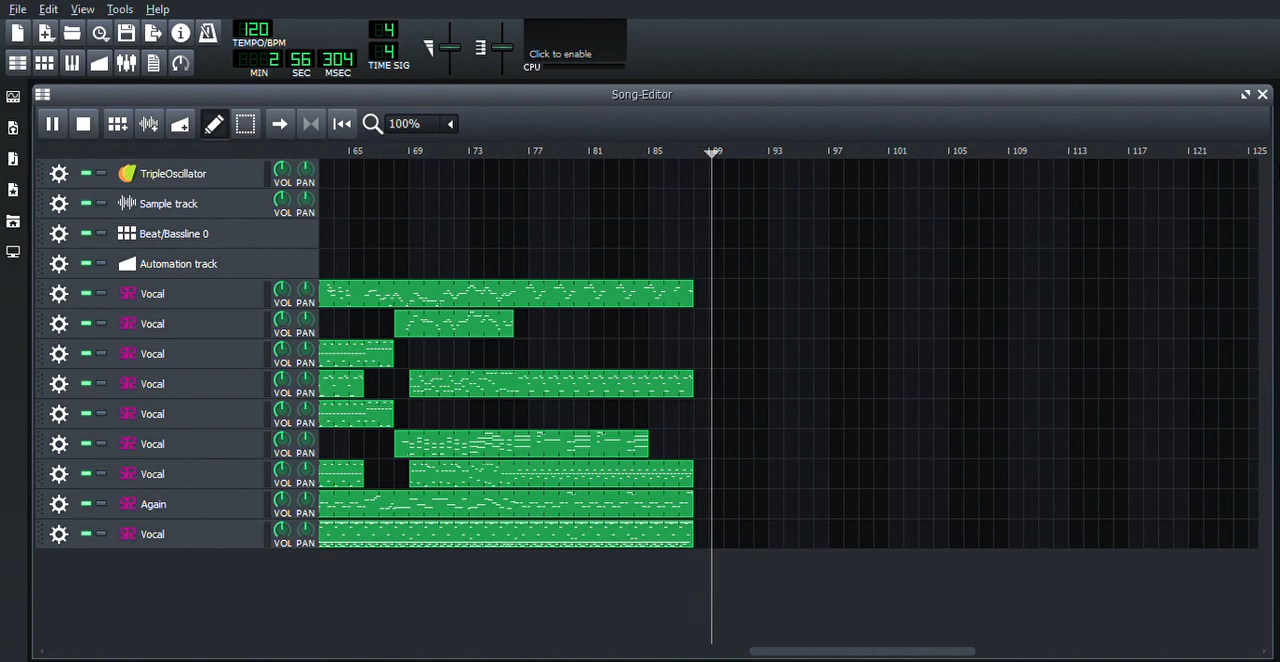 File Edit View Tools Help
120
TEMPO/BPM
2 56 304
MIN SEC MSEC
4
4
TIME SIG
Click to enable
CPU
Song-Editor
100%
65 69 73 77 81 85 89 93 97 101 105 109 113 117 121 125
TripleOscillator VOL PAN
Sample track VOL PAN
Beat/Bassline 0
Automation track
Vocal VOL PAN
Vocal VOL PAN
Vocal VOL PAN
Vocal VOL PAN
Vocal VOL PAN
Vocal VOL PAN
Vocal VOL PAN
Again VOL PAN
Vocal VOL PAN